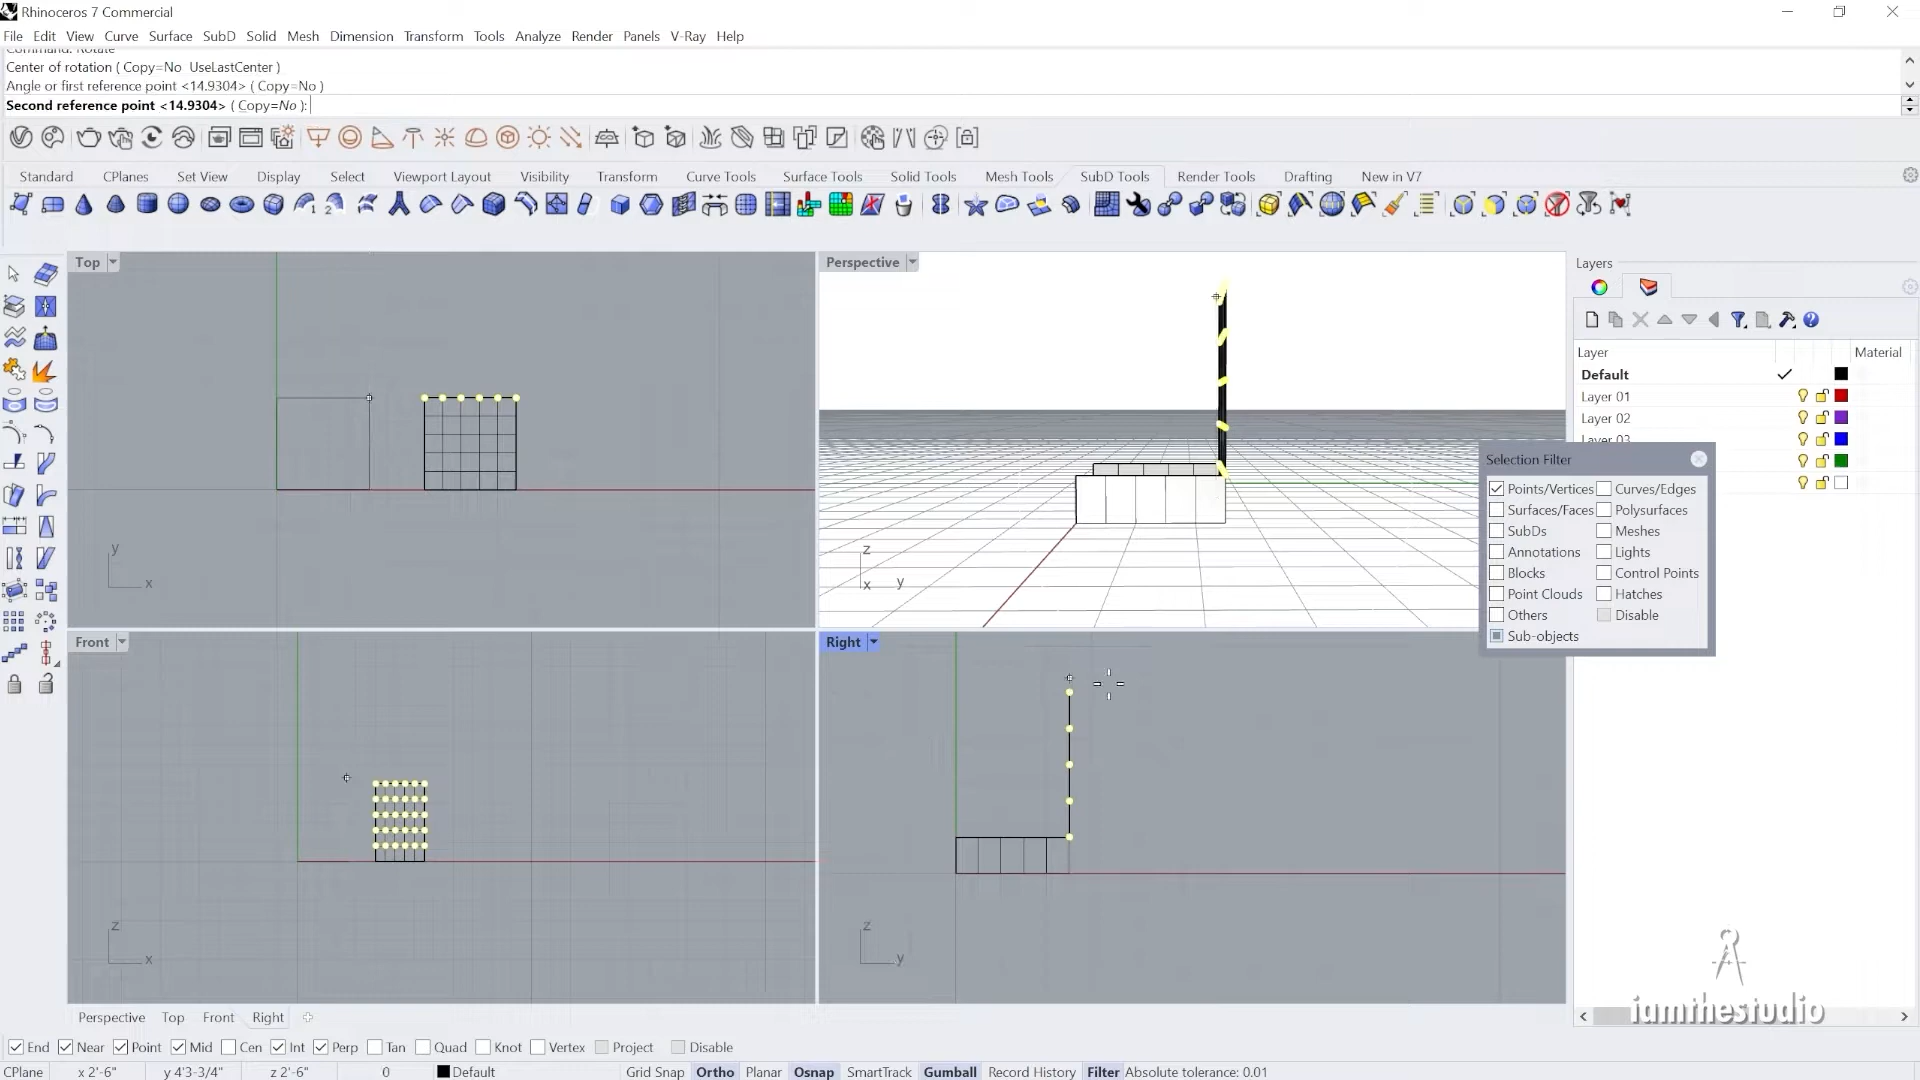 Rhinoceros 7 Commercial
File Edit View Curve Surface SubD Solid Mesh Dimension Transform Tools Analyze Render Panels V-Ray Help
Command: Rotate
Center of rotation ( Copy=No UseLastCenter )
Angle or first reference point <14.9304> ( Copy=No )
Second reference point <14.9304> ( Copy=No ):
Standard CPlanes Set View Display Select Viewport Layout Visibility Transform Curve Tools Surface Tools Solid Tools Mesh Tools SubD Tools Render Tools Drafting New in V7
Top
y
x
Perspective
z
x y
Front
z
x
Right
z
y
Layers
Layer Material
Default
Layer 01
Layer 02
Layer 03
Selection Filter
Points/Vertices Curves/Edges
Surfaces/Faces Polysurfaces
SubDs Meshes
Annotations Lights
Blocks Control Points
Point Clouds Hatches
Others Disable
Sub-objects
iamthestudio
Perspective Top Front Right
End Near Point Mid Cen Int Perp Tan Quad Knot Vertex Project Disable
CPlane x 2'-6" y 4'3-3/4" z 2'-6" 0 Default Grid Snap Ortho Planar Osnap SmartTrack Gumball Record History Filter Absolute tolerance: 0.01